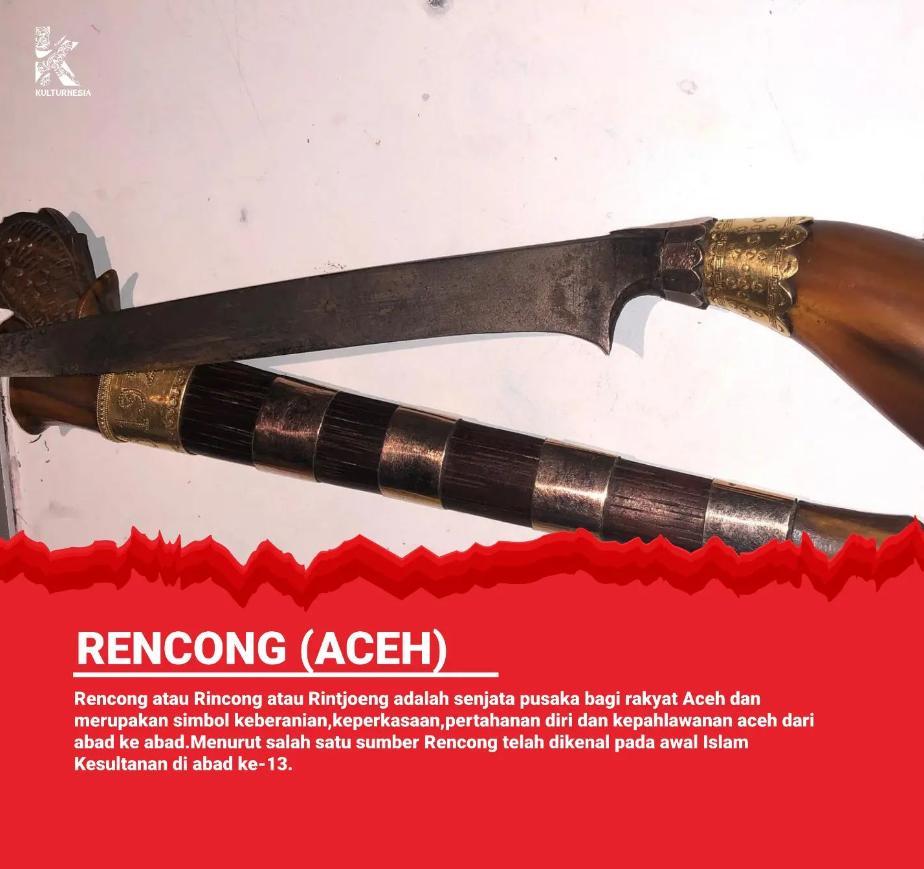 K
KULTURNESIA
RENCONG (ACEH)
Rencong atau Rincong atau Rintjoeng adalah senjata pusaka bagi rakyat Aceh dan
merupakan simbol keberanian,keperkasaan,pertahanan diri dan kepahlawanan aceh dari
abad ke abad.Menurut salah satu sumber Rencong telah dikenal pada awal Islam
Kesultanan di abad ke-13.